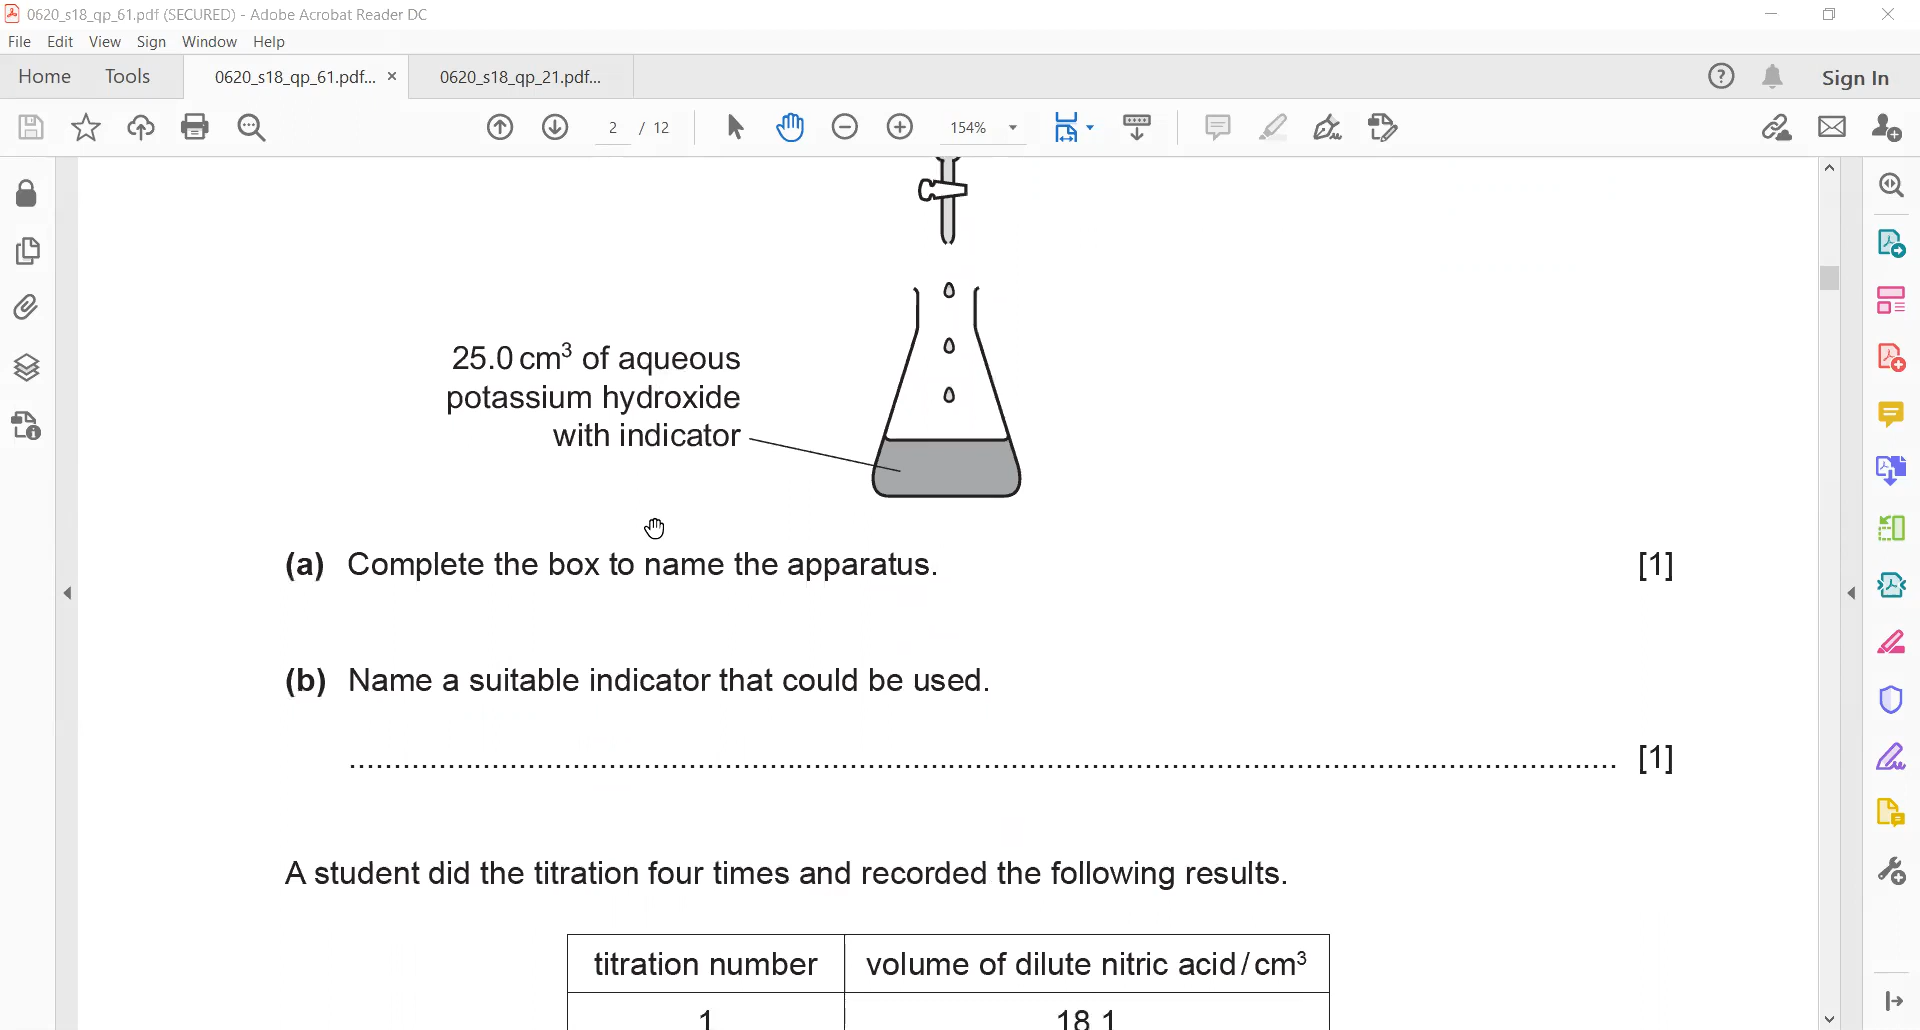 0620_s18_qp_61.pdf (SECURED) - Adobe Acrobat Reader DC
File Edit View Sign Window Help
Home Tools 0620_s18_qp_61.pdf... × 0620_s18_qp_21.pdf... Sign In
2 / 12 154%
25.0 cm³ of aqueous
potassium hydroxide
with indicator
(a) Complete the box to name the apparatus. [1]
(b) Name a suitable indicator that could be used.
.......................................................................................................................................... [1]
A student did the titration four times and recorded the following results.
titration number volume of dilute nitric acid / cm³
1 18.1